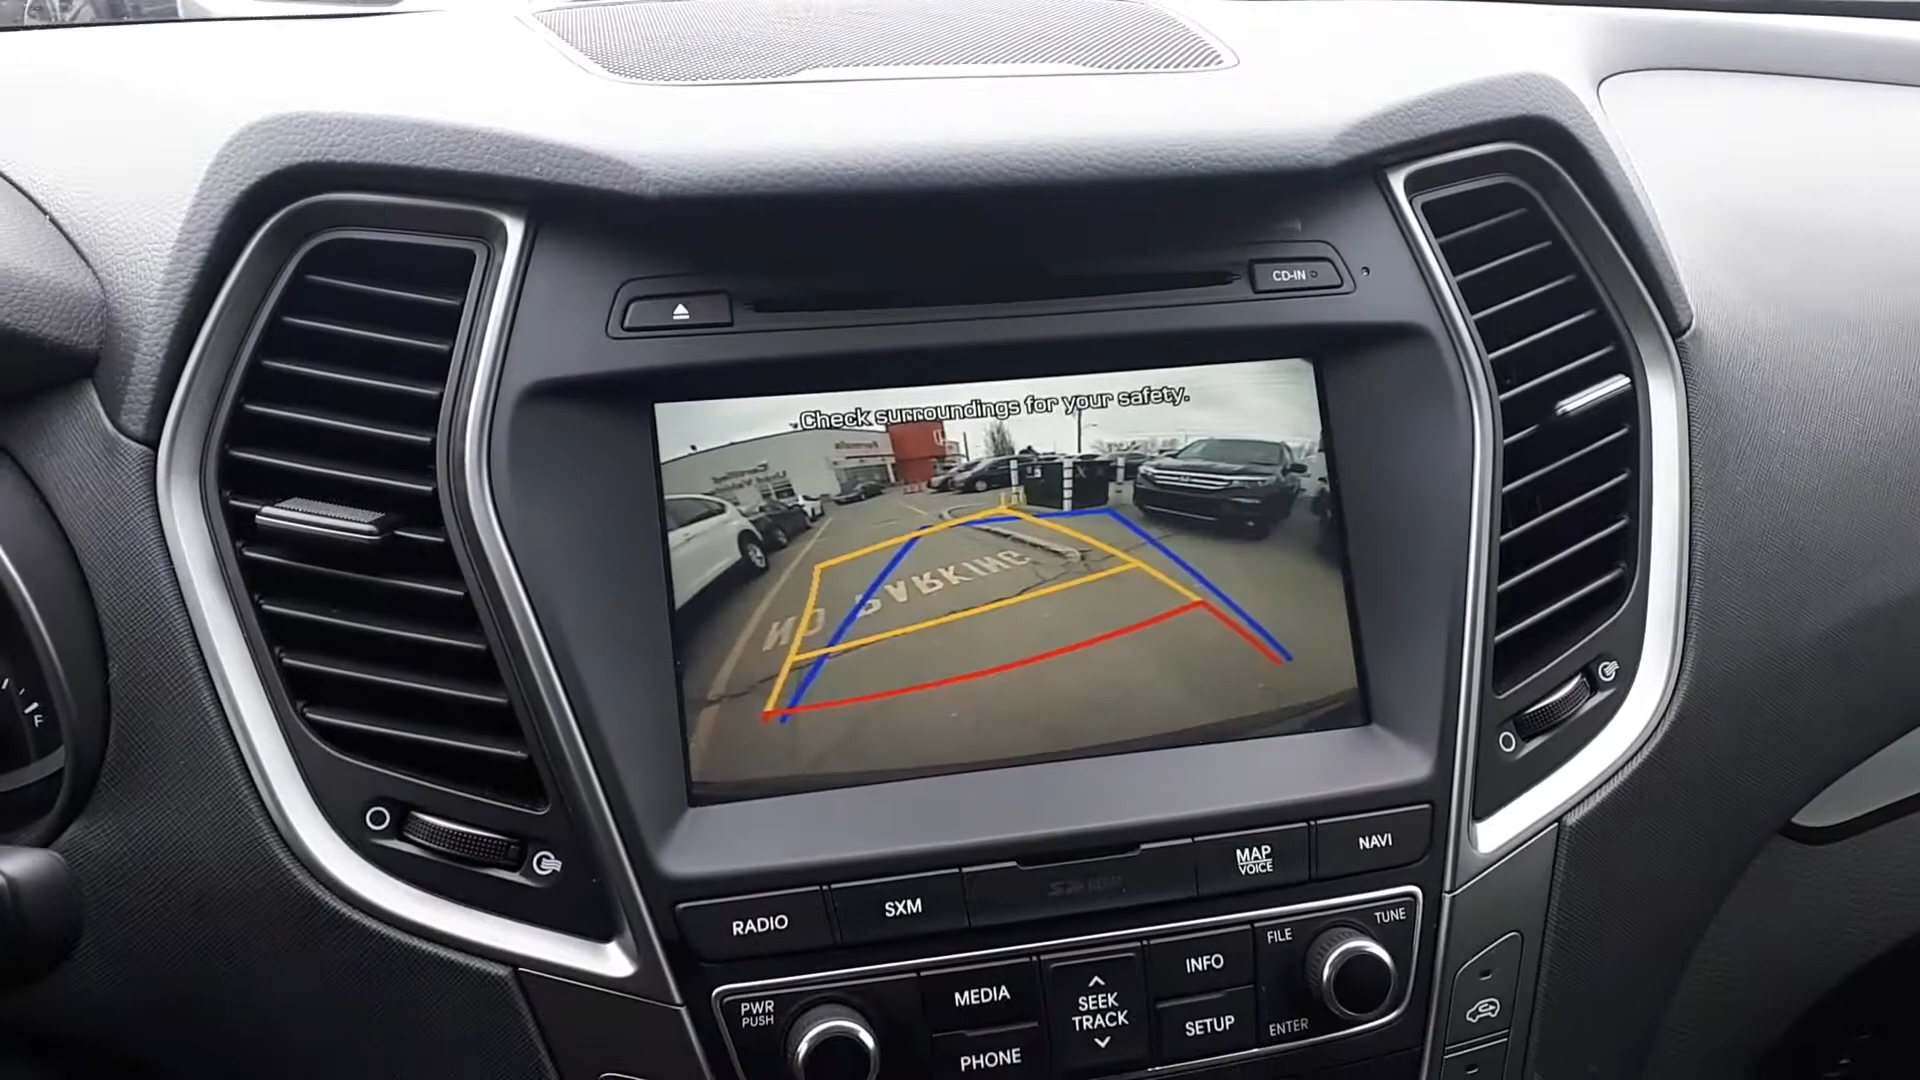 CD-IN
Check surroundings for your safety.
NO PARKING
F
RADIO
SXM
MAP
VOICE
NAVI
PWR
PUSH
MEDIA
PHONE
SEEK
TRACK
INFO
SETUP
FILE
TUNE
ENTER